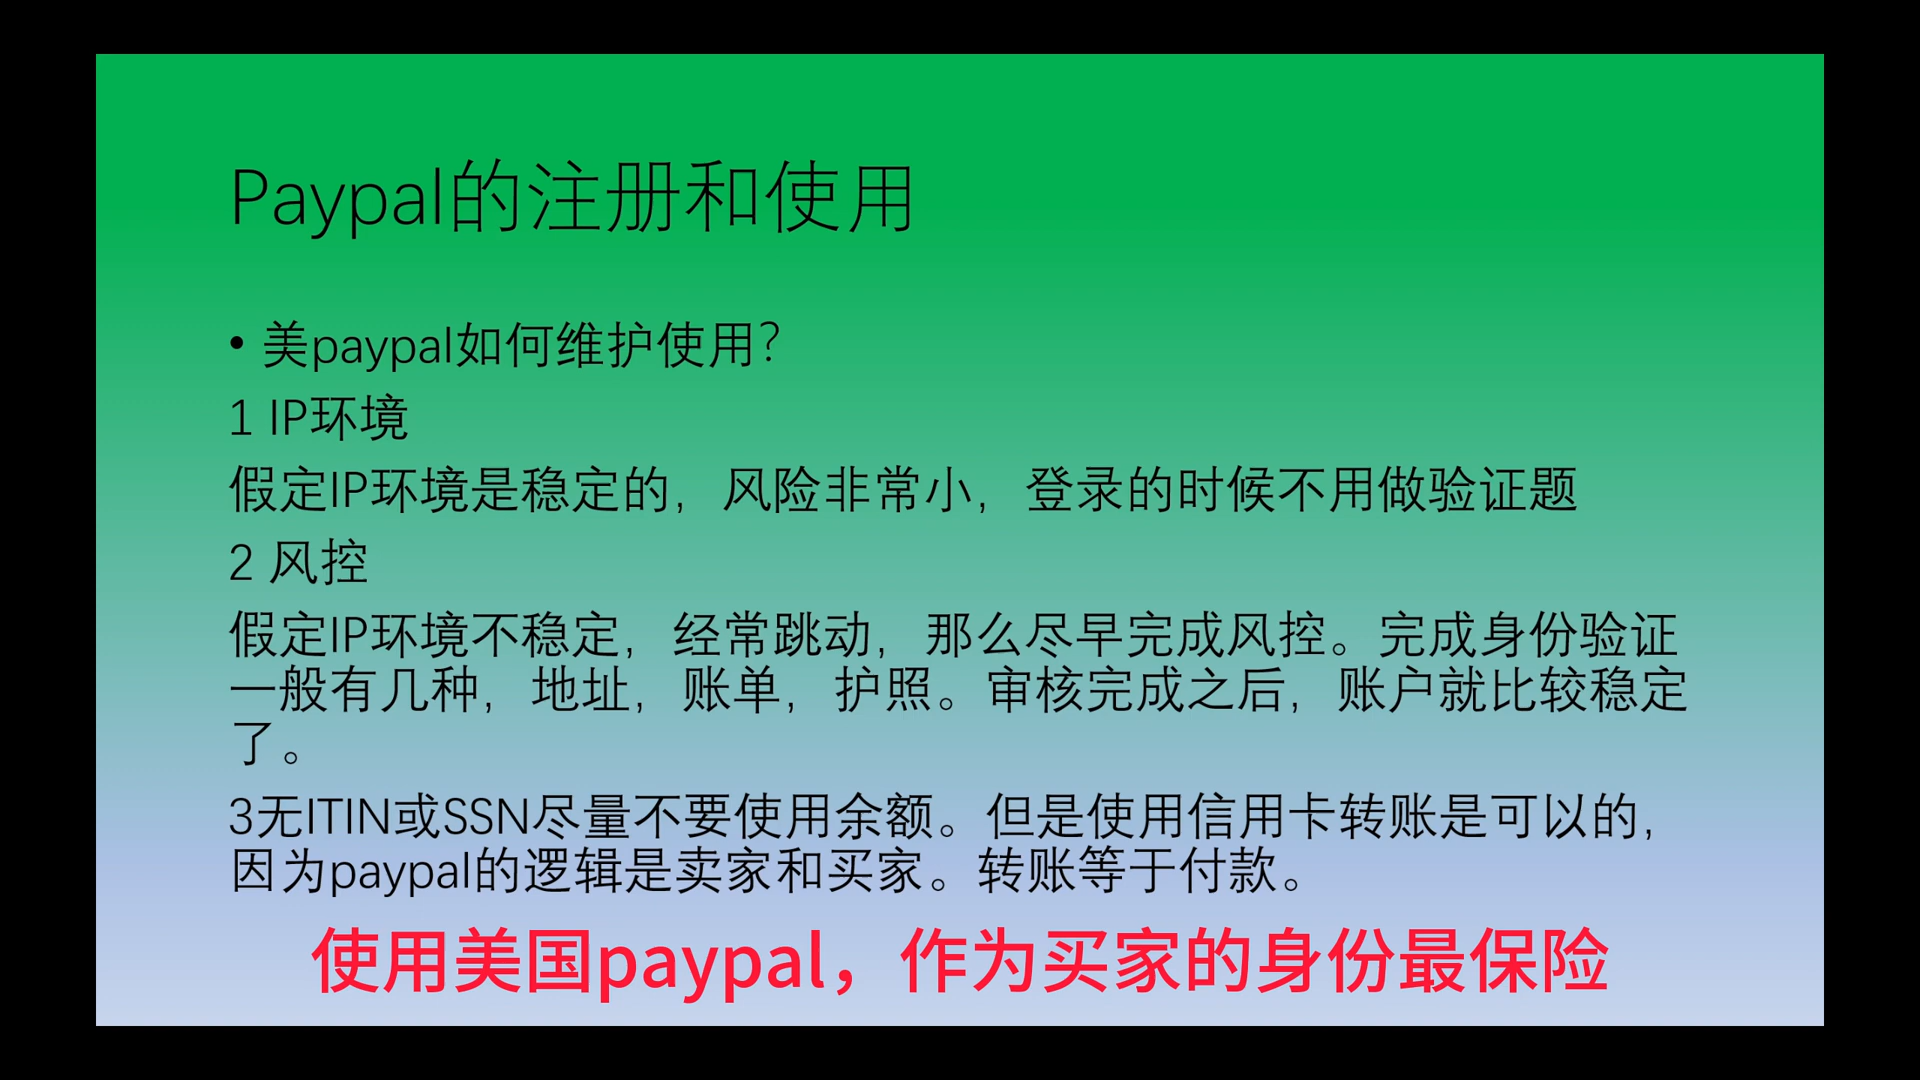 Paypal的注册和使用
• 美paypal如何维护使用?
1 IP环境
假定IP环境是稳定的，风险非常小，登录的时候不用做验证题
2 风控
假定IP环境不稳定，经常跳动，那么尽早完成风控。完成身份验证
一般有几种，地址，账单，护照。审核完成之后，账户就比较稳定
了。
3无ITIN或SSN尽量不要使用余额。但是使用信用卡转账是可以的，
因为paypal的逻辑是卖家和买家。转账等于付款。
使用美国paypal，作为买家的身份最保险